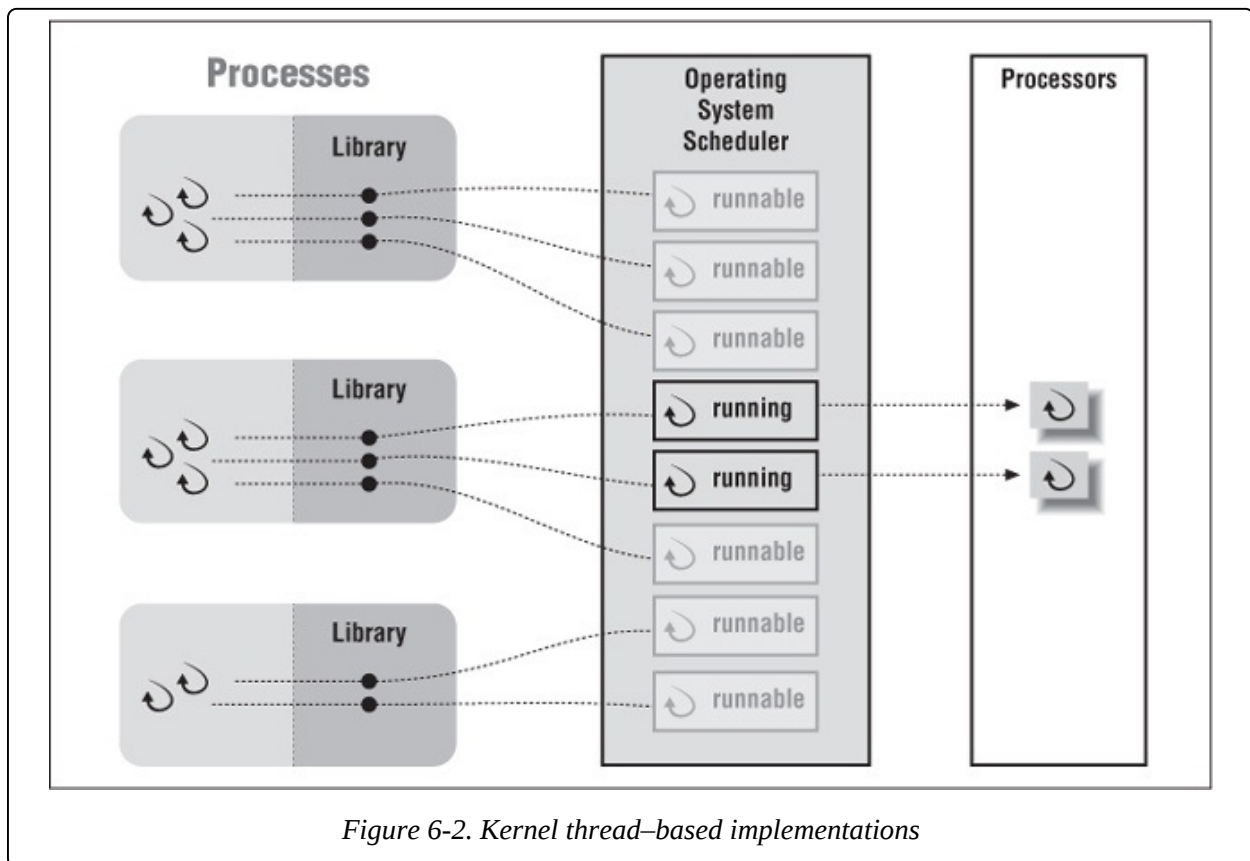 Processes
Library
Library
Library
Operating
System
Scheduler
runnable
runnable
runnable
running
running
runnable
runnable
runnable
Processors
Figure 6-2. Kernel thread–based implementations